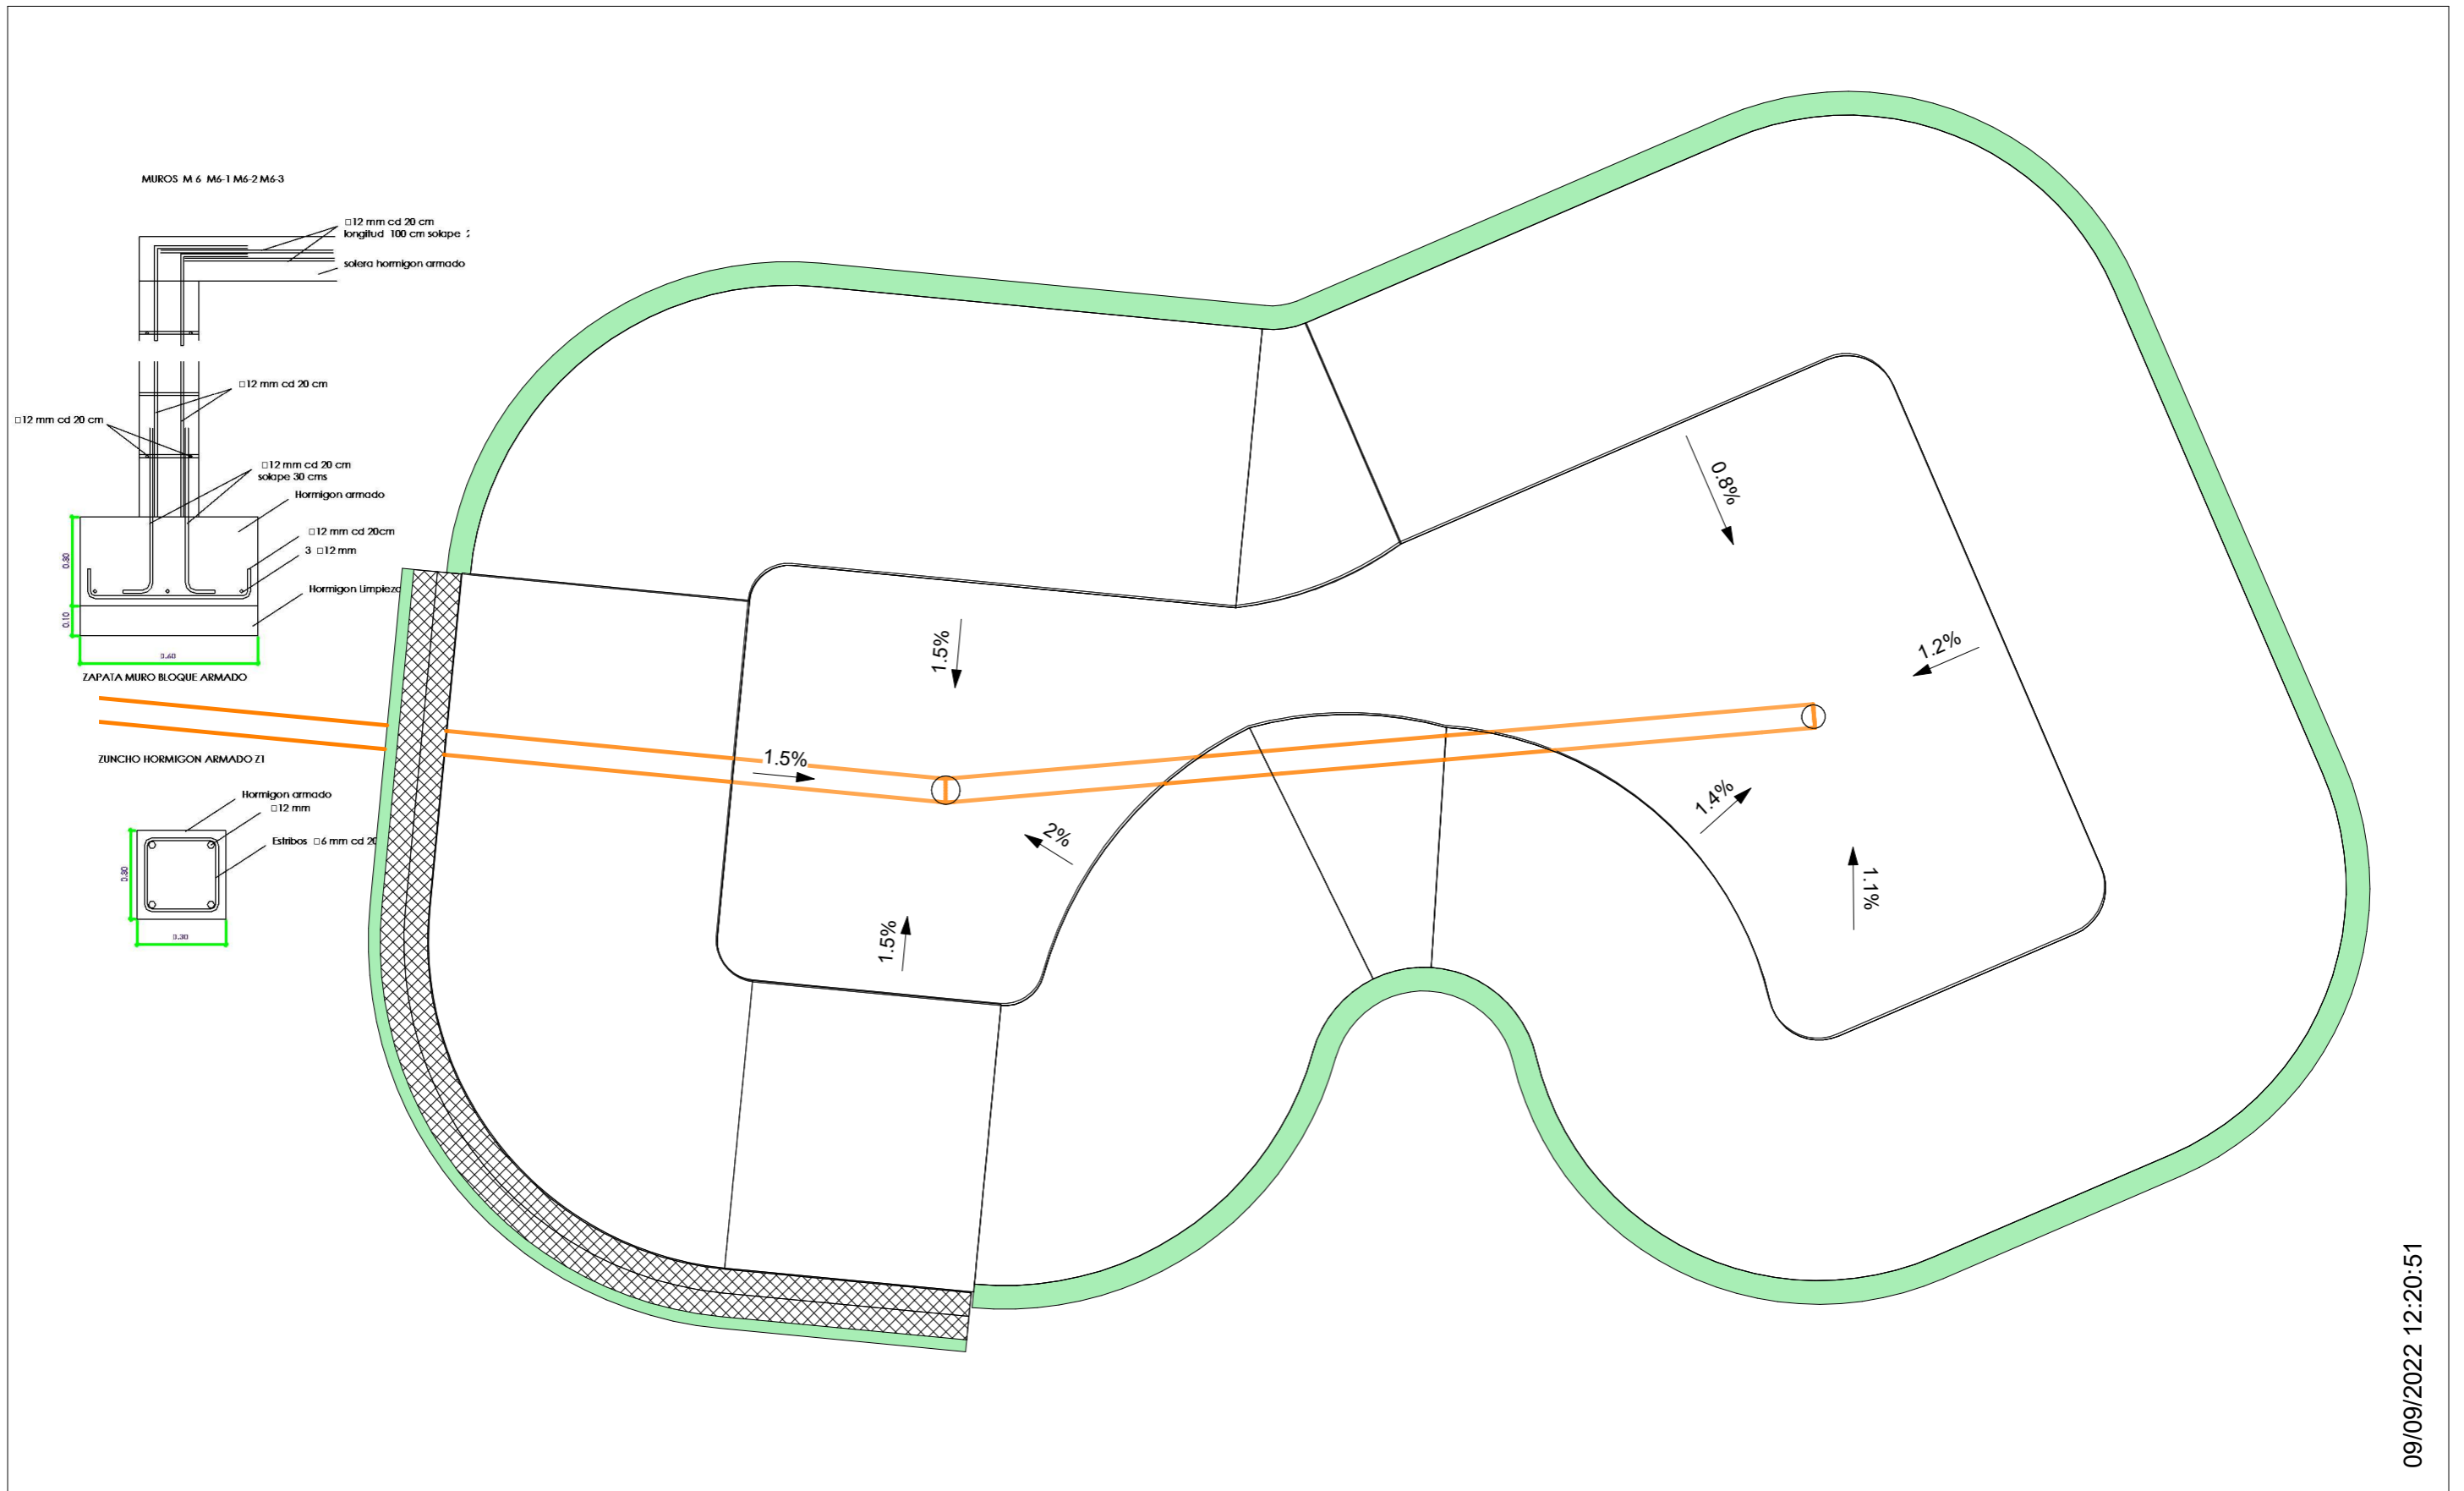 MUROS M 6 M6-1 M6-2 M6-3
□12 mm cd 20 cm
longitud 100 cm solape
solera hormigon armado
□12 mm cd 20 cm
□12 mm cd 20 cm
□12 mm cd 20 cm
solape 30 cms
Hormigon armado
□12 mm cd 20cm
3 □12 mm
Hormigon Limpieza
0.30
0.10
0.60
ZAPATA MURO BLOQUE ARMADO
ZUNCHO HORMIGON ARMADO Z1
Hormigon armado
□12 mm
Estribos □6 mm cd 20
0.30
0.30
0.8%
1.2%
1.5%
1.5%
1.4%
2%
1.1%
1.5%
09/09/2022 12:20:51